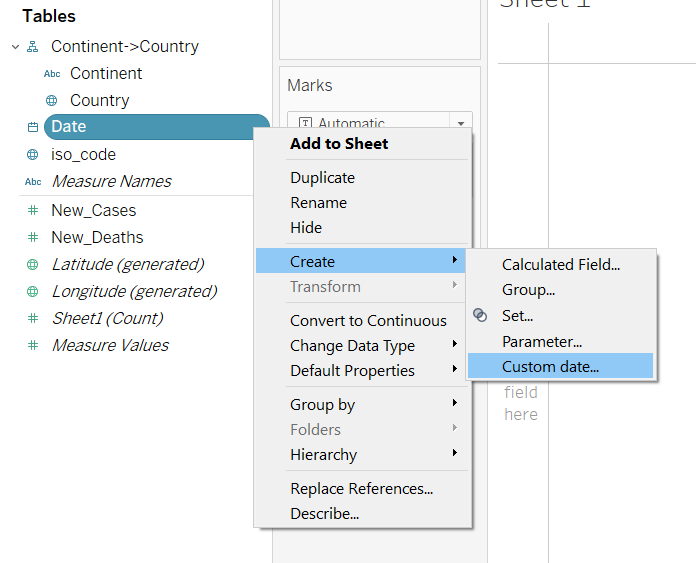 Sheet 1
Tables
Continent->Country
Abc Continent
Country
Date
iso_code
Abc Measure Names
New_Cases
New_Deaths
Latitude (generated)
Longitude (generated)
Sheet1 (Count)
Measure Values
Marks
T Automatic
Add to Sheet
Duplicate
Rename
Hide
Create
Transform
Convert to Continuous
Change Data Type
Default Properties
Group by
Folders
Hierarchy
Replace References...
Describe...
Calculated Field...
Group...
Set...
Parameter...
Custom date...
field
here